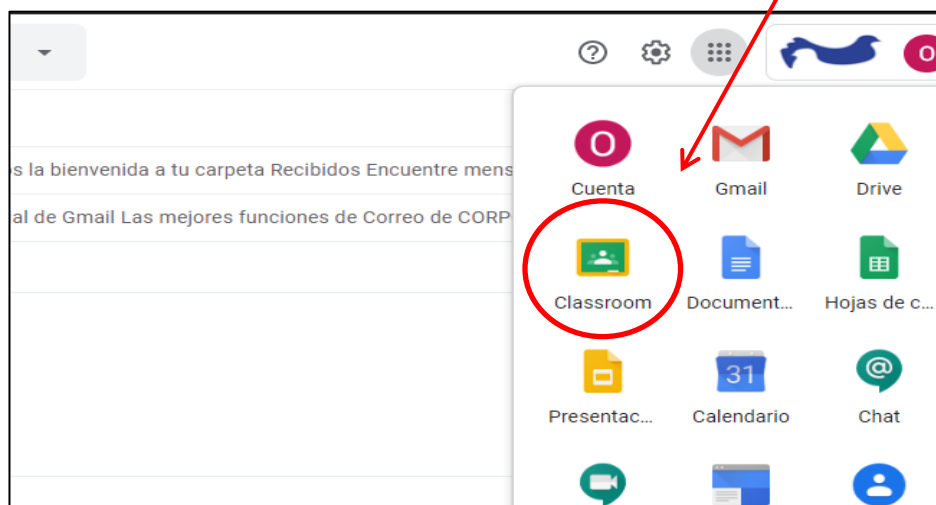 O
s la bienvenida a tu carpeta Recibidos Encuentre mens
al de Gmail Las mejores funciones de Correo de CORP
O
Cuenta Gmail Drive
Classroom Document... Hojas de c...
31 @
Presentac... Calendario Chat